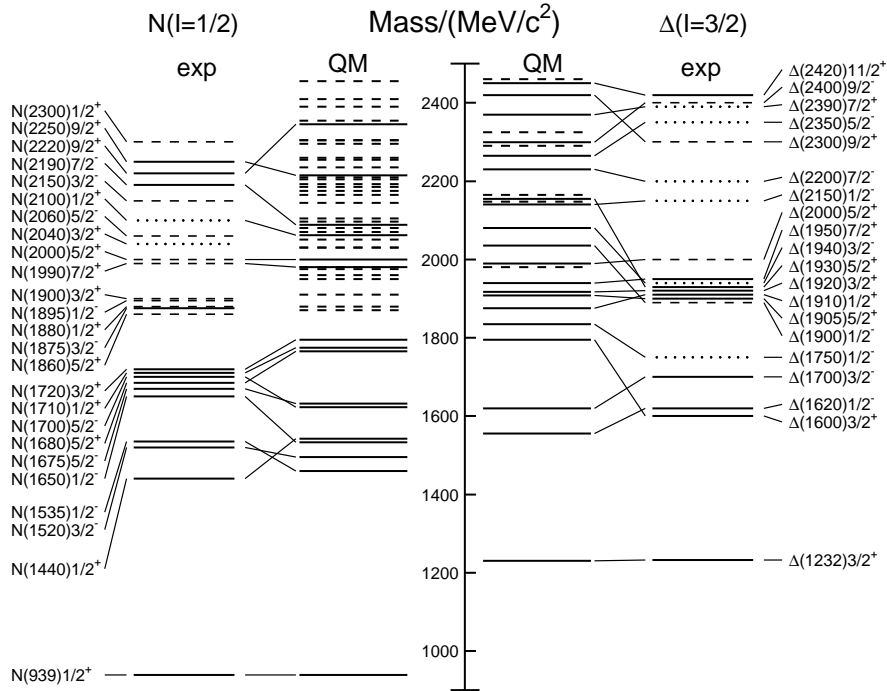 N(I=1/2) Mass/(MeV/c²) Δ(I=3/2)
exp QM QM exp
N(2300)1/2⁺
N(2250)9/2⁺
N(2220)9/2⁺
N(2190)7/2⁻
N(2150)3/2⁻
N(2100)1/2⁺
N(2060)5/2⁻
N(2040)3/2⁺
N(2000)5/2⁺
N(1990)7/2⁺
N(1900)3/2⁺
N(1895)1/2⁻
N(1880)1/2⁺
N(1875)3/2⁻
N(1860)5/2⁺
N(1720)3/2⁺
N(1710)1/2⁺
N(1700)5/2⁻
N(1680)5/2⁺
N(1675)5/2⁻
N(1650)1/2⁻
N(1535)1/2⁻
N(1520)3/2⁻
N(1440)1/2⁺
N(939)1/2⁺
2400
2200
2000
1800
1600
1400
1200
1000
Δ(2420)11/2⁺
Δ(2400)9/2⁻
Δ(2390)7/2⁺
Δ(2350)5/2⁻
Δ(2300)9/2⁺
Δ(2200)7/2⁻
Δ(2150)1/2⁻
Δ(2000)5/2⁺
Δ(1950)7/2⁺
Δ(1940)3/2⁻
Δ(1930)5/2⁺
Δ(1920)3/2⁺
Δ(1910)1/2⁺
Δ(1905)5/2⁺
Δ(1900)1/2⁻
Δ(1750)1/2⁻
Δ(1700)3/2⁻
Δ(1620)1/2⁻
Δ(1600)3/2⁺
Δ(1232)3/2⁺